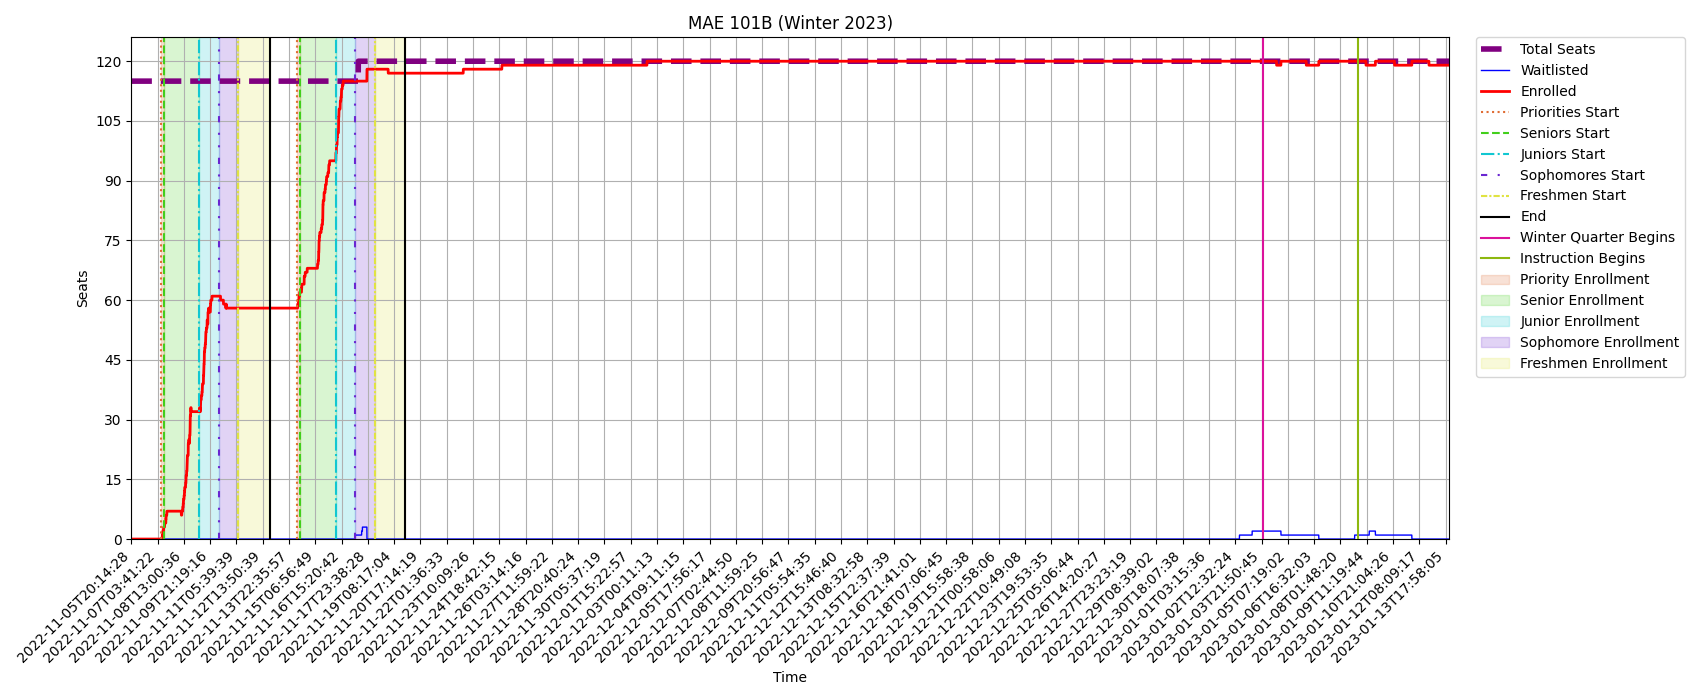 MAE 101B (Winter 2023)
120
105
90
75
60
45
30
15
0
Seats
2022-11-05T20:14:28
2022-11-07T03:41:22
2022-11-08T13:00:36
2022-11-09T21:19:16
2022-11-11T05:39:39
2022-11-12T13:50:39
2022-11-13T22:35:57
2022-11-15T06:56:49
2022-11-16T15:20:42
2022-11-17T23:38:28
2022-11-19T08:17:04
2022-11-20T17:14:19
2022-11-22T01:36:33
2022-11-23T10:09:26
2022-11-24T18:42:15
2022-11-26T03:14:16
2022-11-27T11:59:22
2022-11-28T20:40:24
2022-11-30T05:37:19
2022-12-01T15:22:57
2022-12-03T00:11:13
2022-12-04T09:11:15
2022-12-05T17:56:17
2022-12-07T02:44:50
2022-12-08T11:59:25
2022-12-09T20:56:47
2022-12-11T05:54:35
2022-12-12T15:46:40
2022-12-14T08:32:58
2022-12-15T12:37:39
2022-12-16T21:41:01
2022-12-18T07:06:45
2022-12-19T15:58:38
2022-12-21T00:58:06
2022-12-22T10:49:08
2022-12-23T19:53:35
2022-12-25T05:06:44
2022-12-26T14:20:27
2022-12-27T23:23:19
2022-12-29T08:39:02
2022-12-30T18:07:38
2023-01-01T03:15:36
2023-01-02T12:32:24
2023-01-03T21:50:45
2023-01-05T07:19:02
2023-01-06T16:32:03
2023-01-08T01:48:20
2023-01-09T11:19:44
2023-01-10T21:04:26
2023-01-12T08:09:17
2023-01-13T17:58:05
Time
Total Seats
Waitlisted
Enrolled
Priorities Start
Seniors Start
Juniors Start
Sophomores Start
Freshmen Start
End
Winter Quarter Begins
Instruction Begins
Priority Enrollment
Senior Enrollment
Junior Enrollment
Sophomore Enrollment
Freshmen Enrollment